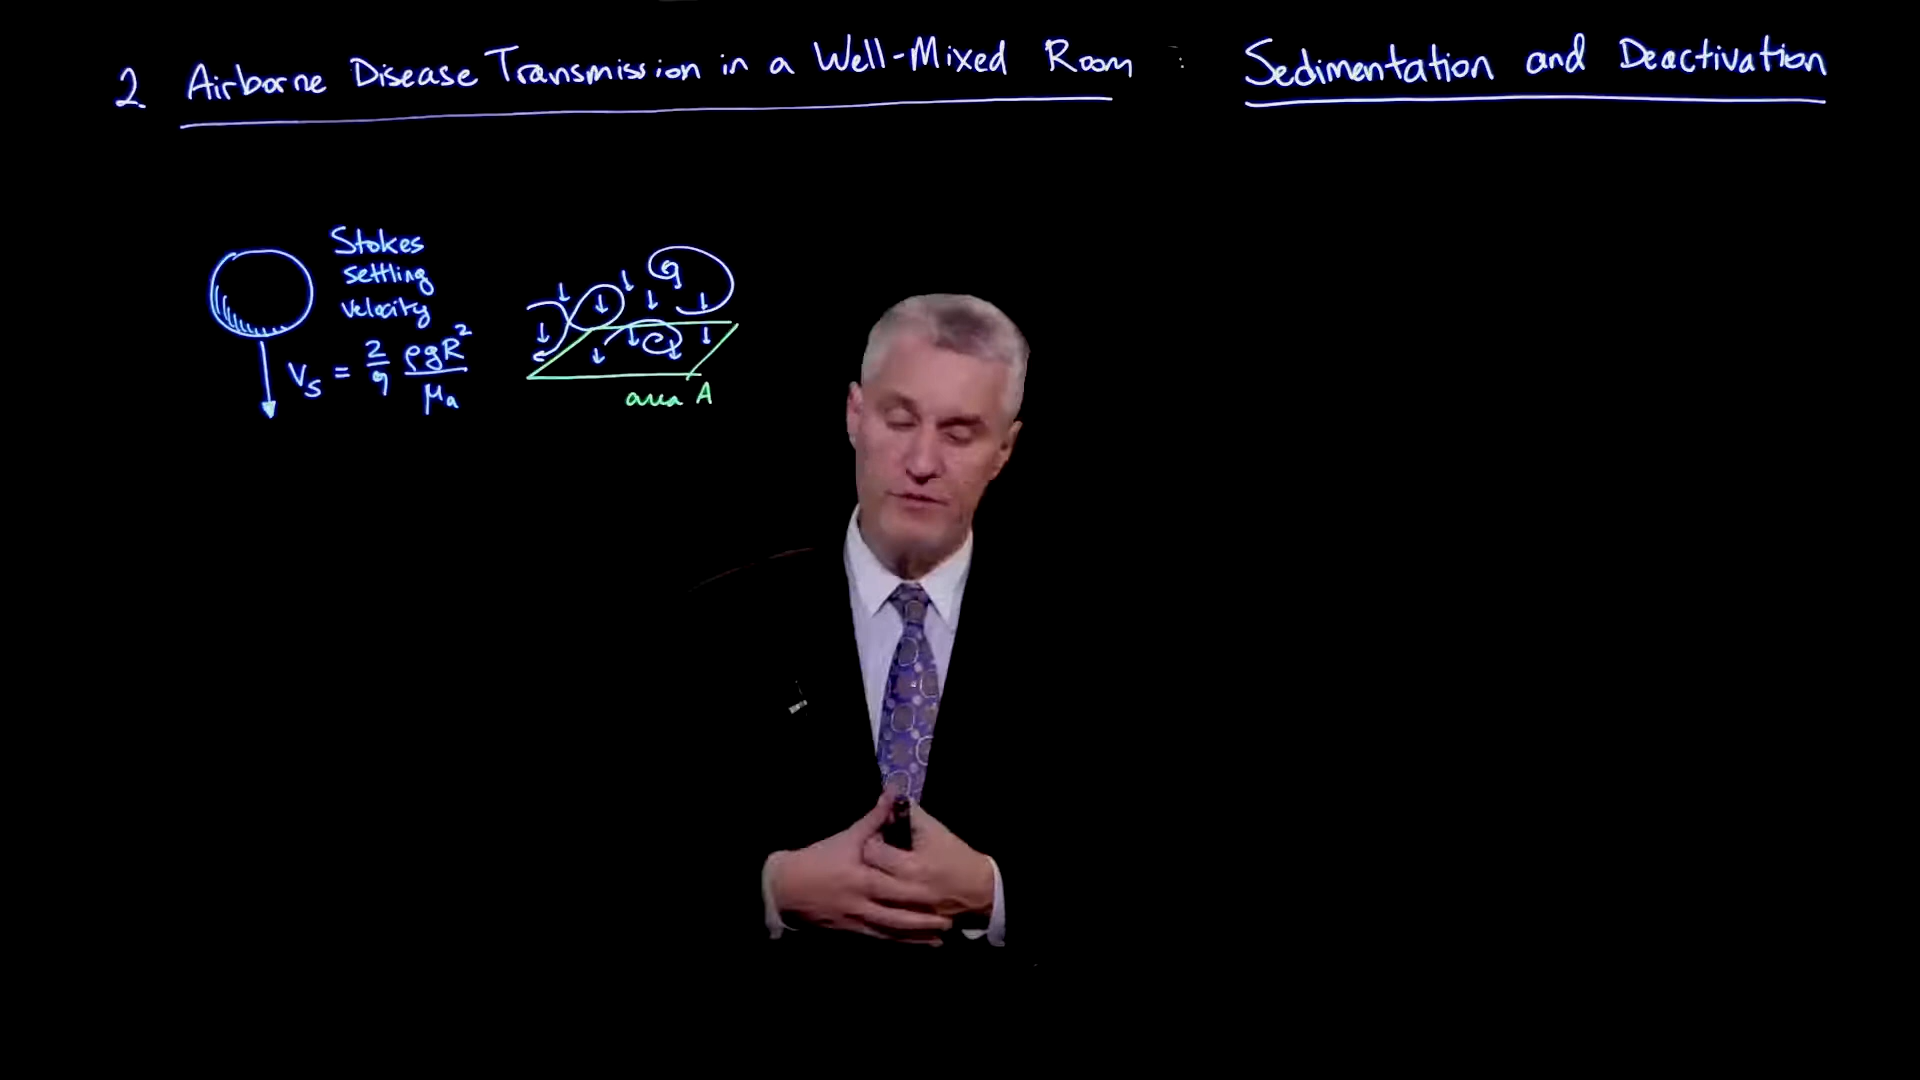 2 Airborne Disease Transmission in a Well-Mixed Room : Sedimentation and Deactivation
Stokes
settling
velocity
Vs = 2/9 ρgR²/μa
area A